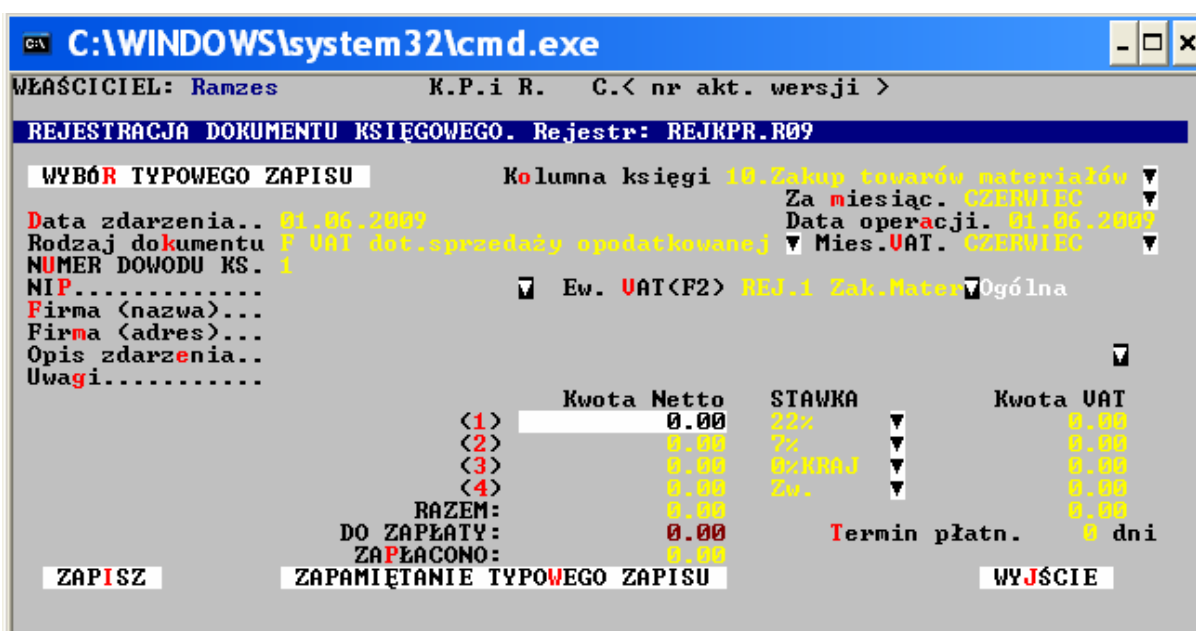 C:\WINDOWS\system32\cmd.exe
WŁAŚCICIEL: Ramzes K.P.i R. C.< nr akt. wersji >
REJESTRACJA DOKUMENTU KSIĘGOWEGO. Rejestr: REJKPR.R09
WYBÓR TYPOWEGO ZAPISU Kolumna księgi 10.Zakup towarów materiałów
Za miesiąc. CZERWIEC
Data zdarzenia.. 01.06.2009 Data operacji. 01.06.2009
Rodzaj dokumentu F VAT dot.sprzedaży opodatkowanej Mies.VAT. CZERWIEC
NUMER DOWODU KS. 1
NIP............. Ew. VAT(F2) REJ.1 Zak.Mater Ogólna
Firma (nazwa)...
Firma (adres)...
Opis zdarzenia..
Uwagi...........
Kwota Netto STAWKA Kwota VAT
(1) 0.00 22% 0.00
(2) 0.00 7% 0.00
(3) 0.00 0%KRAJ 0.00
(4) 0.00 Zw. 0.00
RAZEM: 0.00 0.00
DO ZAPŁATY: 0.00 Termin płatn. 0 dni
ZAPŁACONO: 0.00
ZAPISZ ZAPAMIĘTANIE TYPOWEGO ZAPISU WYJŚCIE